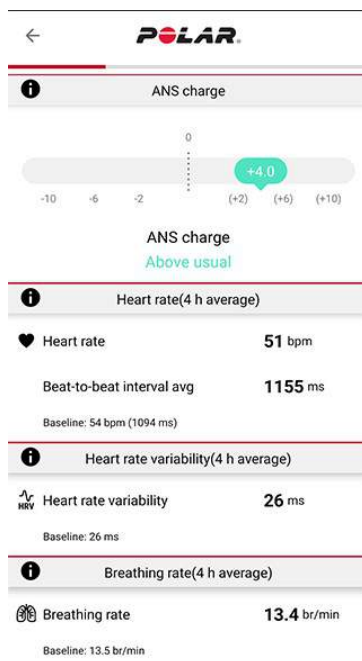 POLAR.
ANS charge
0
+4.0
-10 -6 -2 (+2) (+6) (+10)
ANS charge
Above usual
Heart rate(4 h average)
Heart rate 51 bpm
Beat-to-beat interval avg 1155 ms
Baseline: 54 bpm (1094 ms)
Heart rate variability(4 h average)
HRV Heart rate variability 26 ms
Baseline: 26 ms
Breathing rate(4 h average)
Breathing rate 13.4 br/min
Baseline: 13.5 br/min